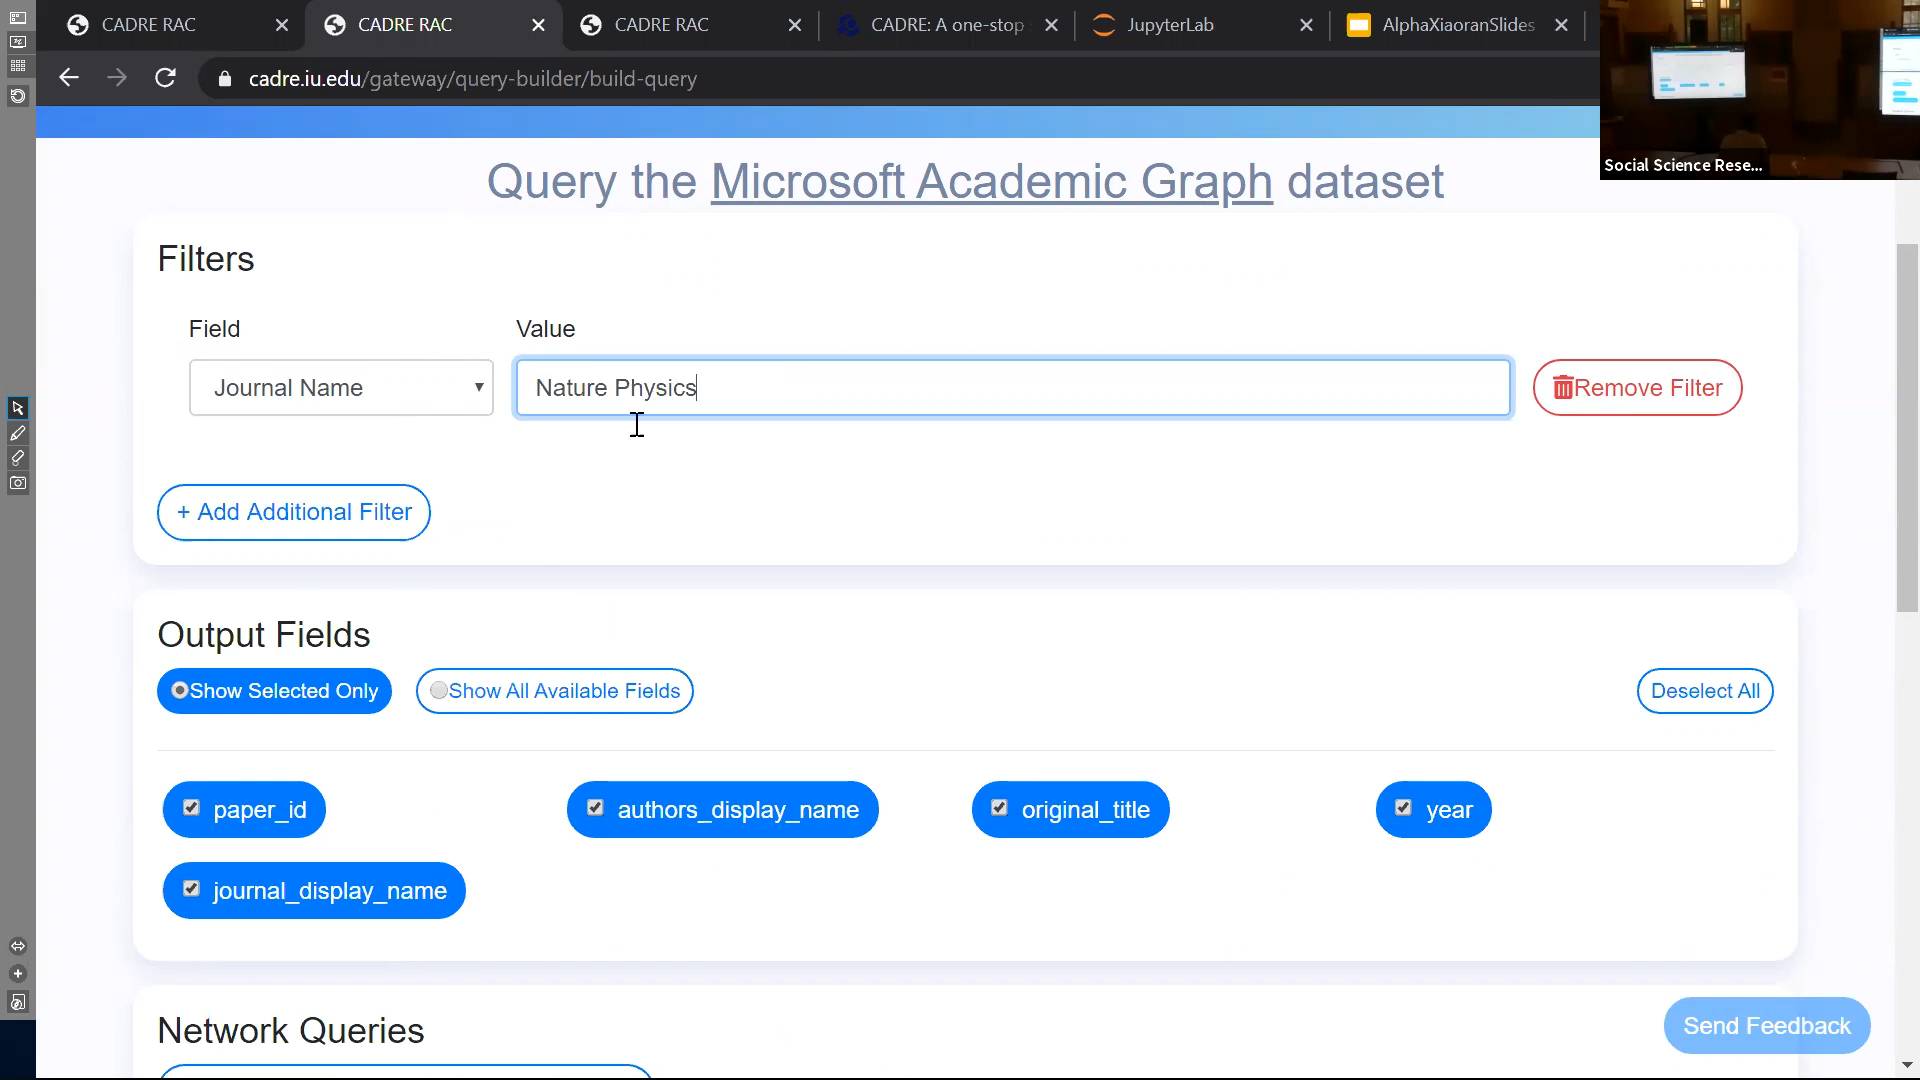 CADRE RAC
CADRE RAC
CADRE RAC
CADRE: A one-stop
JupyterLab
AlphaXiaoranSlides
cadre.iu.edu/gateway/query-builder/build-query
Social Science Rese...
Query the Microsoft Academic Graph dataset
Filters
Field
Value
Journal Name
Nature Physics
Remove Filter
+ Add Additional Filter
Output Fields
Show Selected Only
Show All Available Fields
Deselect All
paper_id
authors_display_name
original_title
year
journal_display_name
Network Queries
Send Feedback